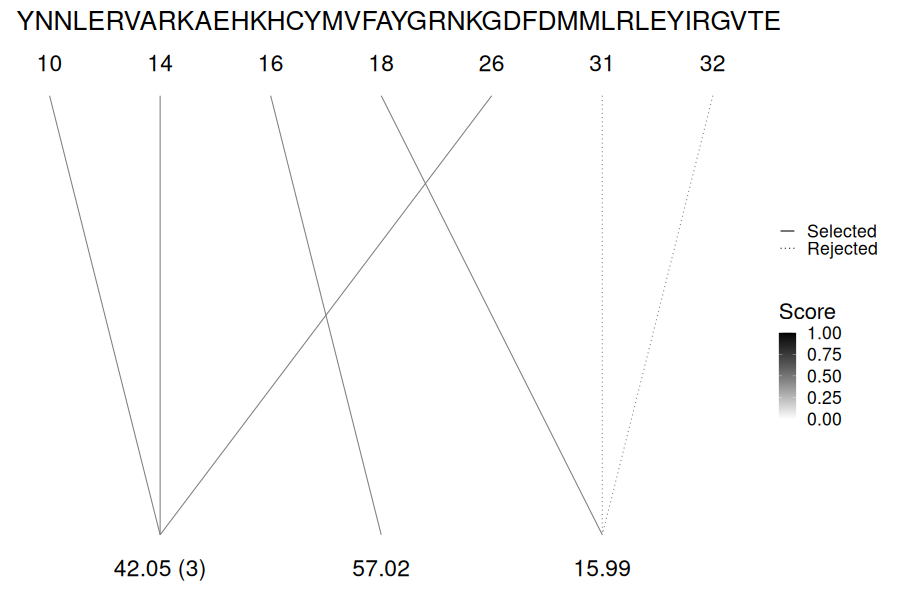 YNNLERVARKAEHKHCYMVFAYGRNKGDFDMMLRLEYIRGVTE
10 14 16 18 26 31 32
Selected
Rejected
Score
1.00
0.75
0.50
0.25
0.00
42.05 (3) 57.02 15.99